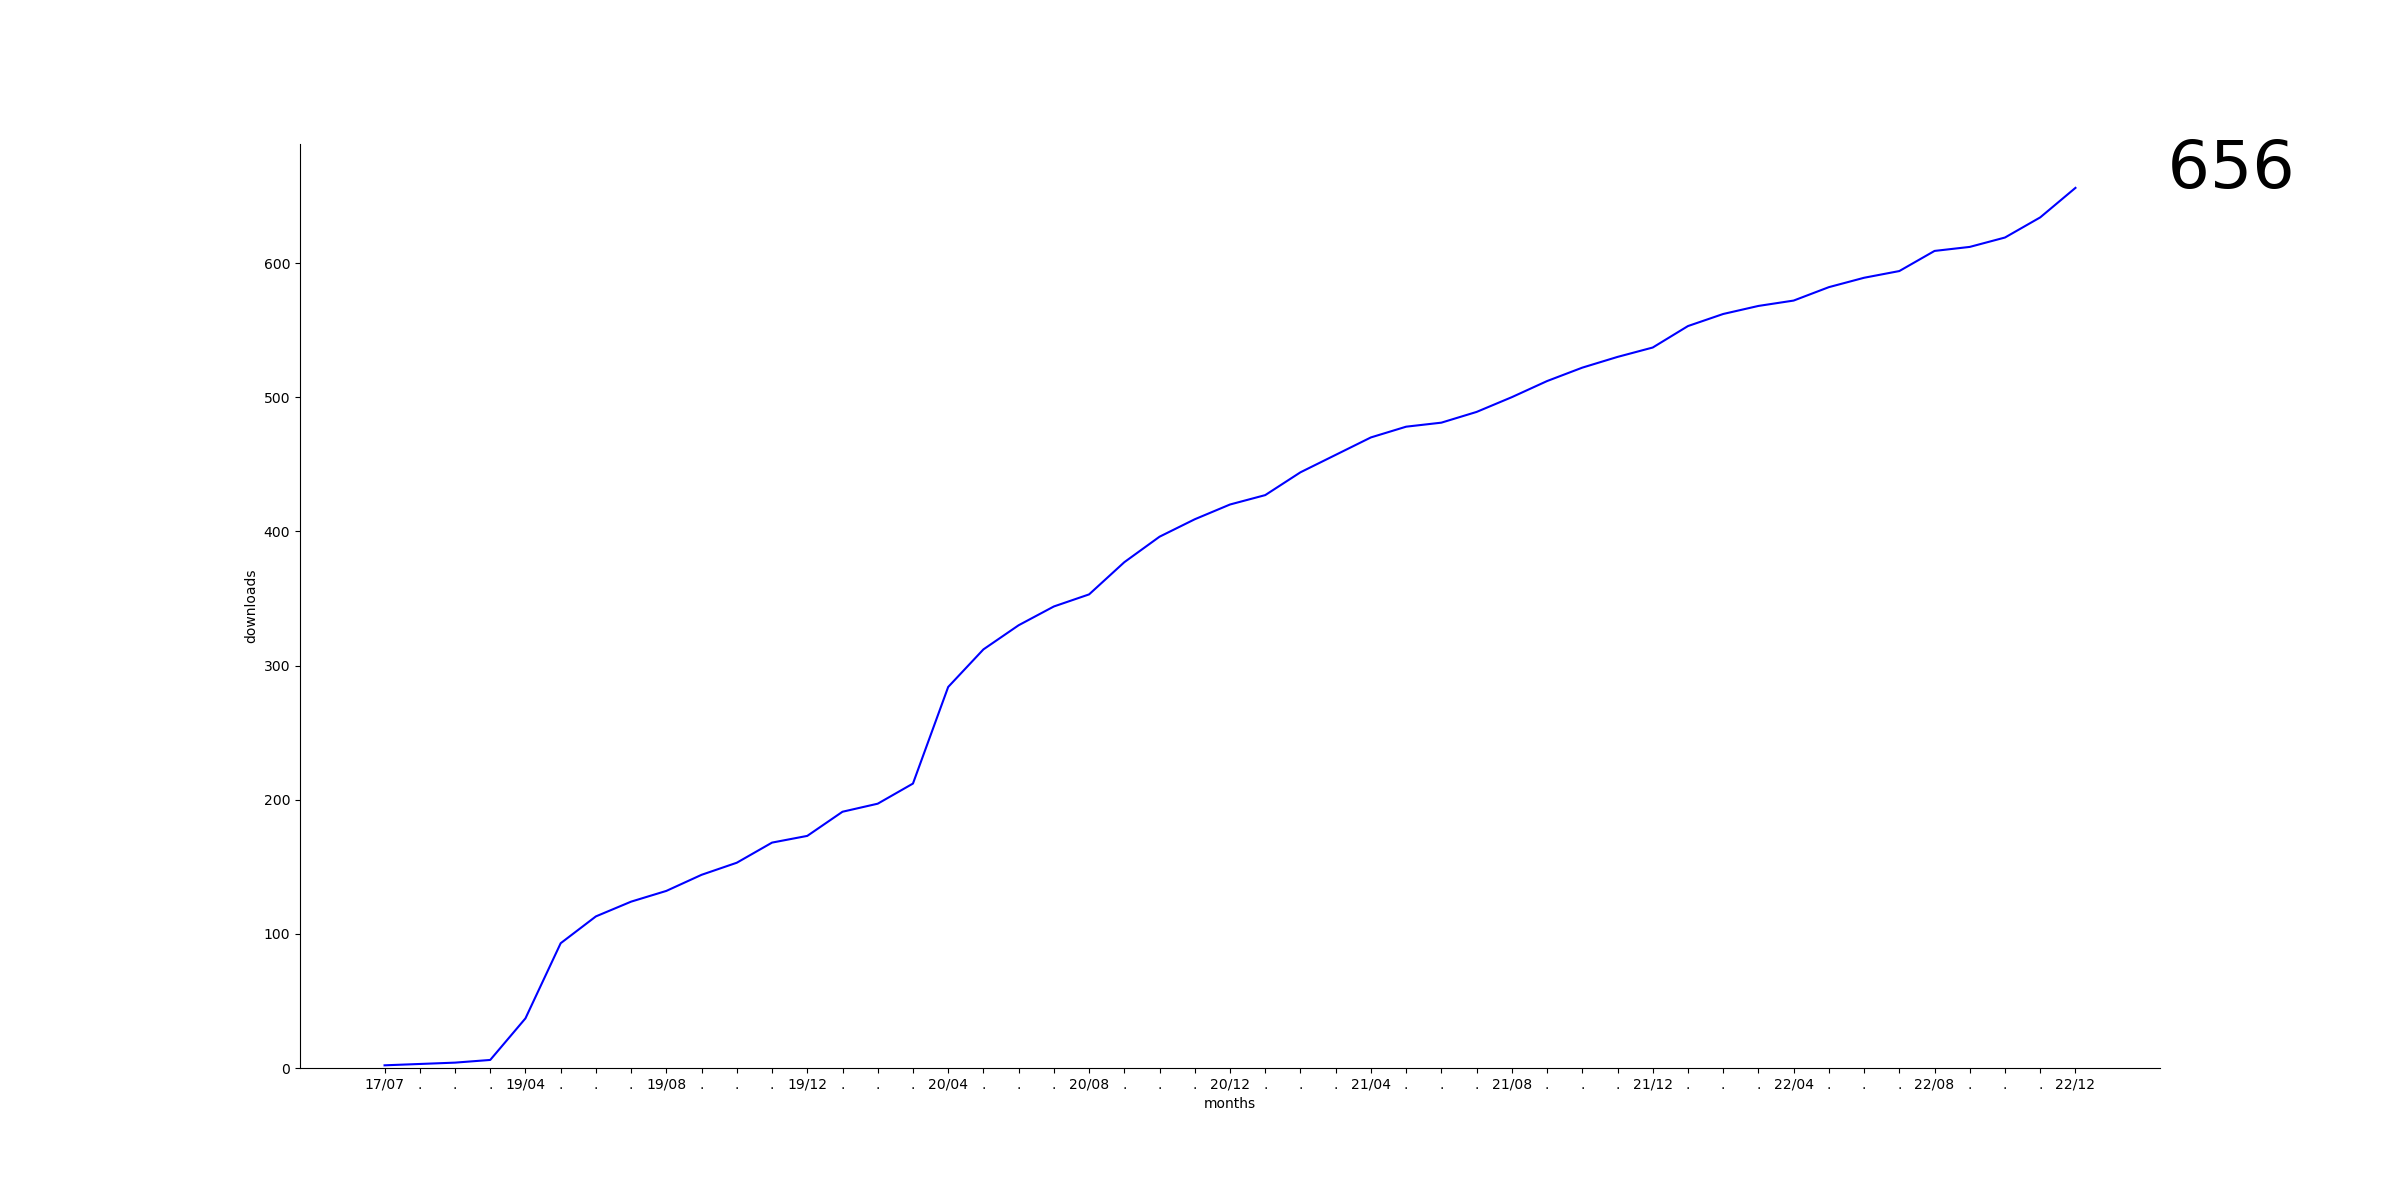 656
600
500
400
300
200
100
0
downloads
17/07 . . . 19/04 . . . 19/08 . . . 19/12 . . . 20/04 . . . 20/08 . . . 20/12 . . . 21/04 . . . 21/08 . . . 21/12 . . . 22/04 . . . 22/08 . . . 22/12
months